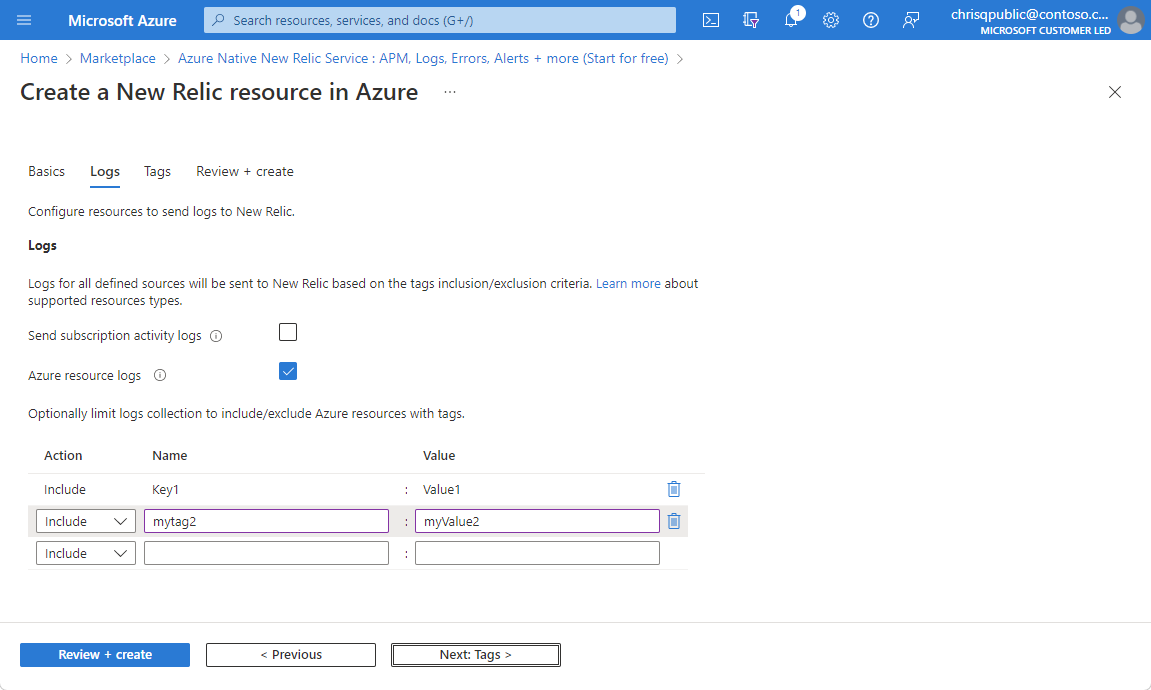 Microsoft Azure
Search resources, services, and docs (G+/)
1
chrisqpublic@contoso.c...
MICROSOFT CUSTOMER LED
Home > Marketplace > Azure Native New Relic Service : APM, Logs, Errors, Alerts + more (Start for free) >
Create a New Relic resource in Azure ...
Basics Logs Tags Review + create
Configure resources to send logs to New Relic.
Logs
Logs for all defined sources will be sent to New Relic based on the tags inclusion/exclusion criteria. Learn more about
supported resources types.
Send subscription activity logs
Azure resource logs
Optionally limit logs collection to include/exclude Azure resources with tags.
Action Name Value
Include Key1 : Value1
Include mytag2 : myValue2
Include :
Review + create < Previous Next: Tags >